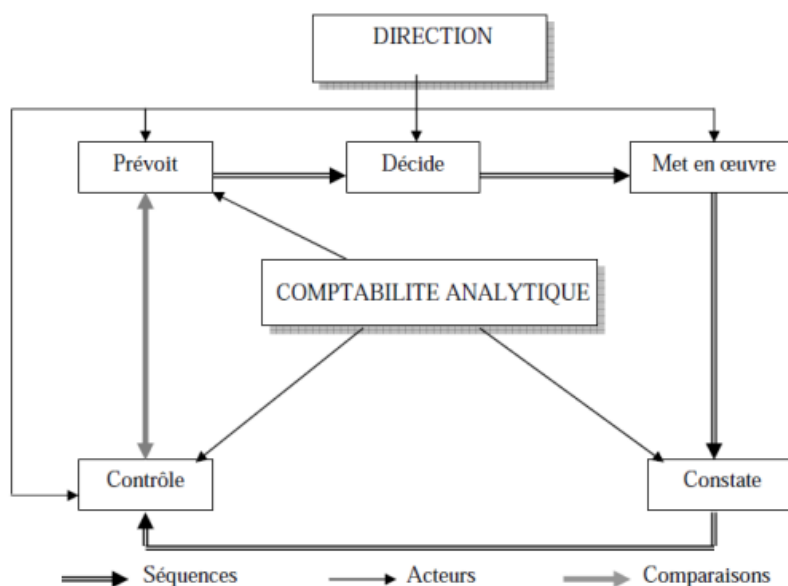 DIRECTION
Prévoit
Décide
Met en œuvre
COMPTABILITE ANALYTIQUE
Contrôle
Constate
Séquences
Acteurs
Comparaisons